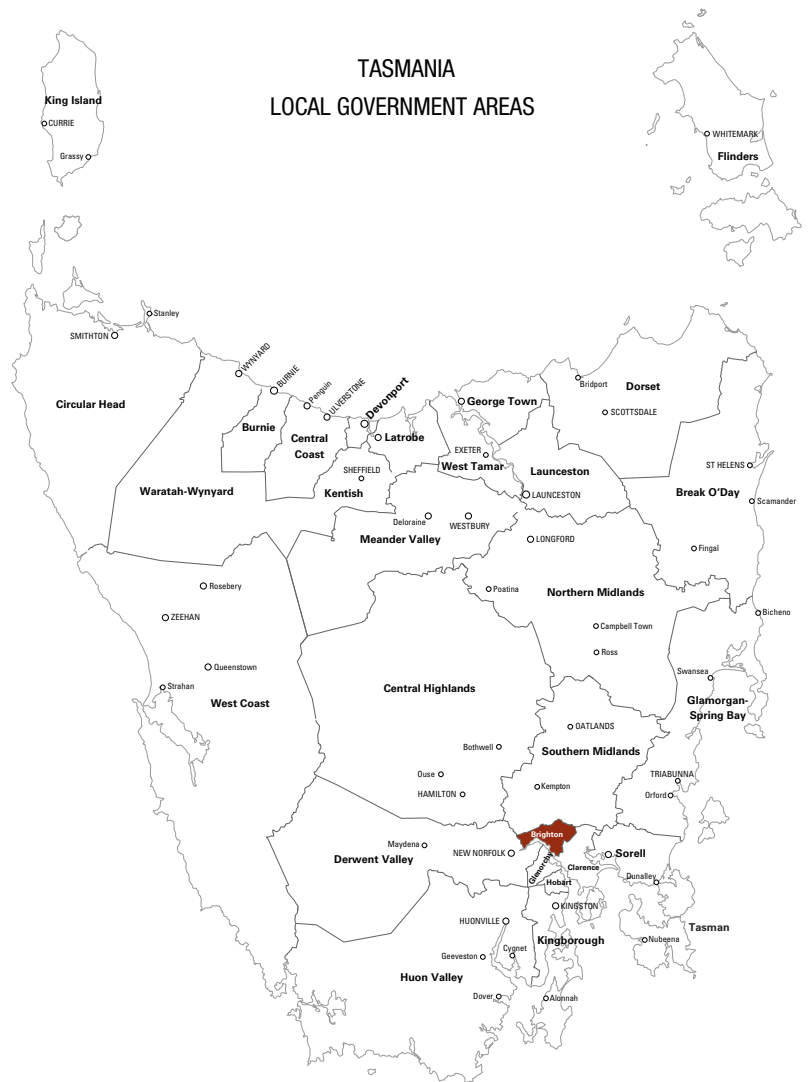 TASMANIA
LOCAL GOVERNMENT AREAS
King Island
CURRIE
Grassy
WHITEMARK
Flinders
Stanley
SMITHTON
WYNYARD
BURNIE
Penguin
ULVERSTONE
Devonport
George Town
Bridport
Dorset
SCOTTSDALE
Circular Head
Burnie
Central
Coast
Latrobe
EXETER
West Tamar
Launceston
ST HELENS
SHEFFIELD
Kentish
Waratah-Wynyard
LAUNCESTON
Break O'Day
Scamander
Deloraine
WESTBURY
Meander Valley
LONGFORD
Fingal
Rosebery
Poatina
Northern Midlands
ZEEHAN
Campbell Town
Bicheno
Ross
Queenstown
Strahan
West Coast
Central Highlands
Swansea
Glamorgan-
Spring Bay
OATLANDS
Bothwell
Southern Midlands
Ouse
HAMILTON
Kempton
TRIABUNNA
Orford
Brighton
Maydena
Derwent Valley
NEW NORFOLK
Glenorchy
Clarence
Sorell
Hobart
Dunalley
KINGSTON
HUONVILLE
Tasman
Kingborough
Nubeena
Geeveston
Cygnet
Huon Valley
Dover
Alonnah